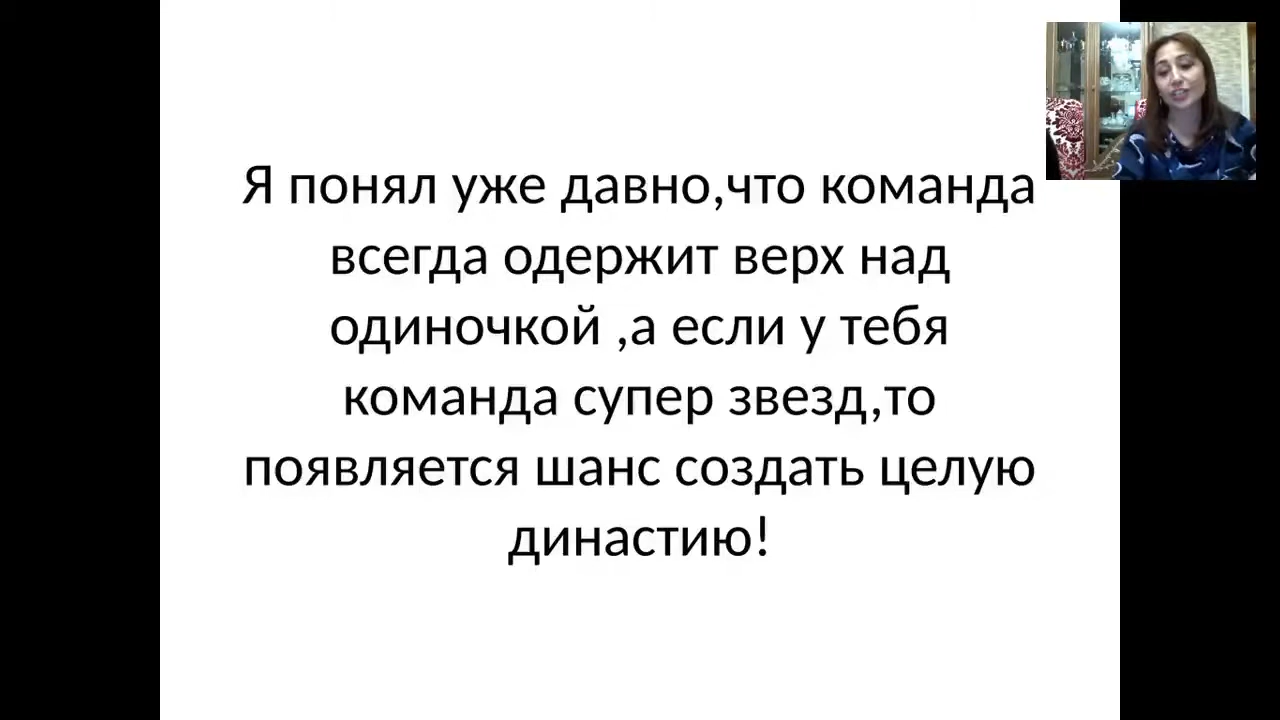 Я понял уже давно,что команда
всегда одержит верх над
одиночкой ,а если у тебя
команда супер звезд,то
появляется шанс создать целую
династию!